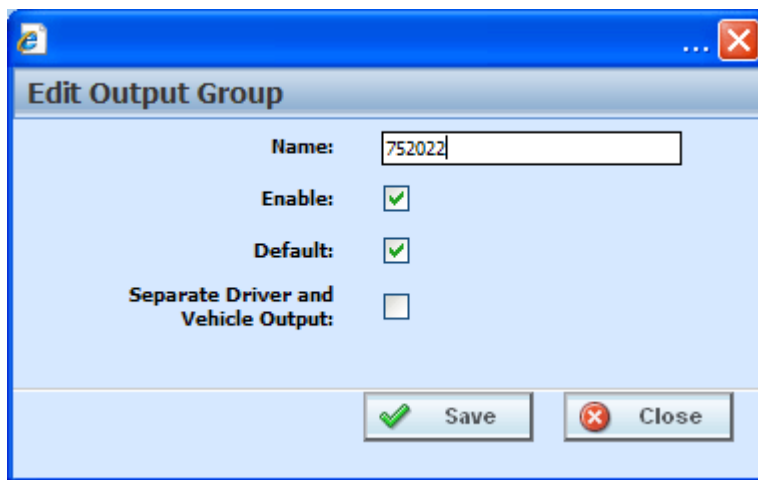 ...
Edit Output Group
Name: 752022
Enable:
Default:
Separate Driver and
Vehicle Output:
Save Close